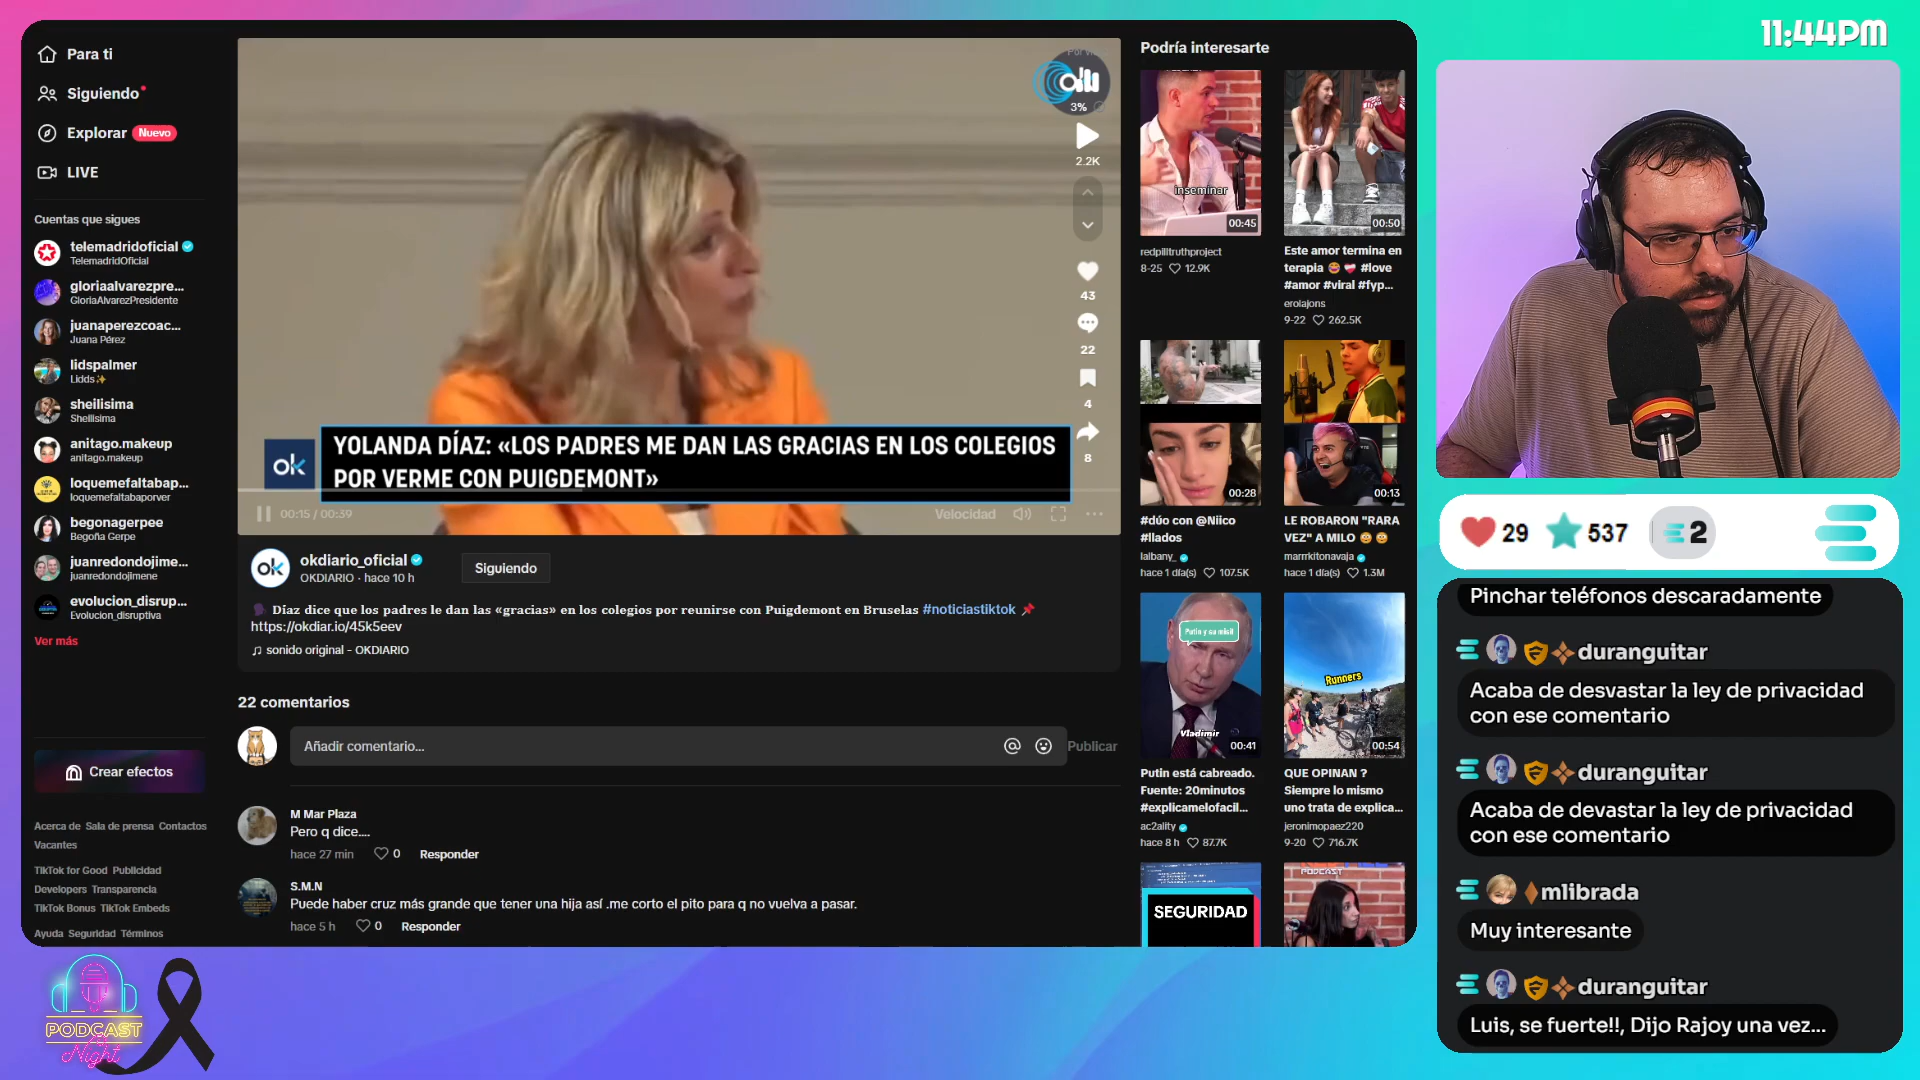 Para ti
Siguiendo
Explorar Nuevo
LIVE
Cuentas que sigues
telemadridoficial
TelemadridOficial
gloriaalvarezpre...
GloriaAlvarezPresidente
juanaperezcoac...
Juana Pérez
lidspalmer
Lidds✨
sheilisima
Sheilisima
anitago.makeup
anitago.makeup
loquemefaltabap...
loquemefaltabaporver
begonagerpee
Begoña Gerpe
juanredondojime...
juanredondojimene
evolucion_disrup...
Evolucion_disruptiva
Ver más
Crear efectos
Acerca de Sala de prensa Contactos
Vacantes
TikTok for Good Publicidad
Developers Transparencia
TikTok Bonus TikTok Embeds
Ayuda Seguridad Términos
PODCAST
Night
3%
2.2K
43
22
4
8
ok
YOLANDA DÍAZ: «LOS PADRES ME DAN LAS GRACIAS EN LOS COLEGIOS
POR VERME CON PUIGDEMONT»
00:15 / 00:39
Velocidad
ok
okdiario_oficial
OKDIARIO · hace 10 h
Siguiendo
🗣 Díaz dice que los padres le dan las «gracias» en los colegios por reunirse con Puigdemont en Bruselas #noticiastiktok 📌
https://okdiar.io/45k5eev
♫ sonido original - OKDIARIO
22 comentarios
Añadir comentario...
Publicar
M Mar Plaza
Pero q dice....
hace 27 min 0 Responder
S.M.N
Puede haber cruz más grande que tener una hija así .me corto el pito para q no vuelva a pasar.
hace 5 h 0 Responder
Podría interesarte
inseminar
00:45
redpilltruthproject
8-25 12.9K
00:50
Este amor termina en
terapia 🤩 ❤️‍🩹 #love
#amor #viral #fyp...
erolajons
9-22 262.5K
00:28
#dúo con @Niico
#llados
lalbany_
hace 1 día(s) 107.5K
00:13
LE ROBARON "RARA
VEZ" A MILO 😳 😳
marrrkitonavaja
hace 1 día(s) 1.3M
Putin y su misil
Vladimir
00:41
Putin está cabreado.
Fuente: 20minutos
#explicamelofacil...
ac2ality
hace 8 h 87.7K
Runners
00:54
QUE OPINAN ?
Siempre lo mismo
uno trata de explica...
jeronimopaez220
9-20 716.7K
SEGURIDAD
PODCAST
11:44PM
29
537
2
Pinchar teléfonos descaradamente
duranguitar
Acaba de desvastar la ley de privacidad
con ese comentario
duranguitar
Acaba de devastar la ley de privacidad
con ese comentario
mlibrada
Muy interesante
duranguitar
Luis, se fuerte!!, Dijo Rajoy una vez...